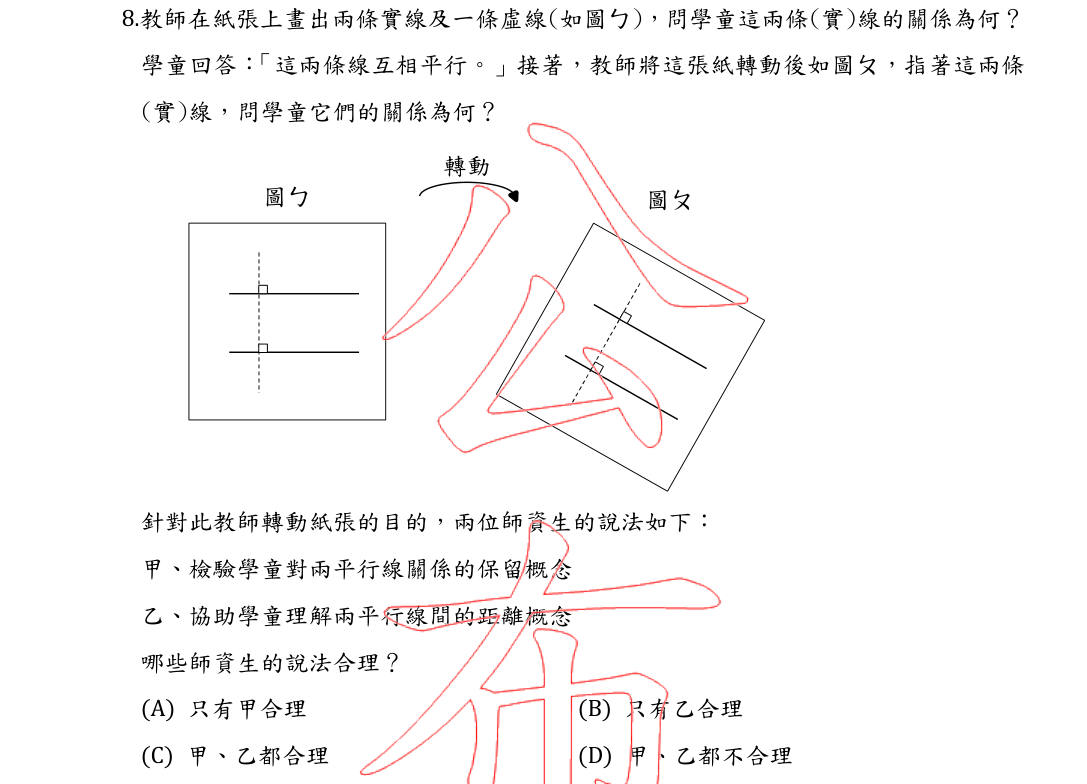 8.教師在紙張上畫出兩條實線及一條虛線(如圖ㄅ)，問學童這兩條(實)線的關係為何？
學童回答：「這兩條線互相平行。」接著，教師將這張紙轉動後如圖ㄆ，指著這兩條
(實)線，問學童它們的關係為何？
轉動
圖ㄅ
圖ㄆ
針對此教師轉動紙張的目的，兩位師資生的說法如下：
甲、檢驗學童對兩平行線關係的保留概念
乙、協助學童理解兩平行線間的距離概念
哪些師資生的說法合理？
(A) 只有甲合理
(B) 只有乙合理
(C) 甲、乙都合理
(D) 甲、乙都不合理
公
布